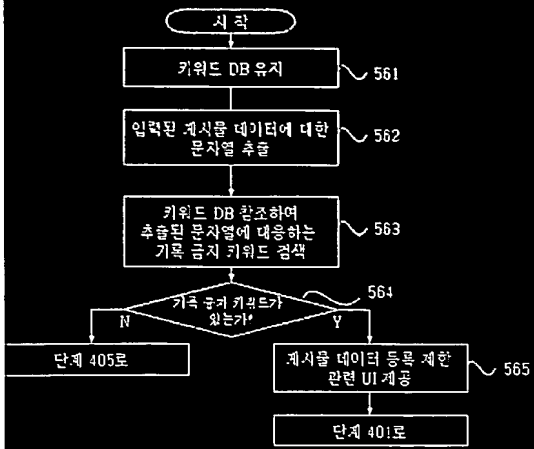 시 작
키워드 DB 유지
561
입력된 게시물 데이터에 대한
문자열 추출
562
키워드 DB 참조하여
추출된 문자열에 대응하는
기록 금지 키워드 검색
563
기록 금지 키워드가
있는가?
564
N
Y
단계 405로
게시물 데이터 등록 제한
관련 UI 제공
565
단계 401로